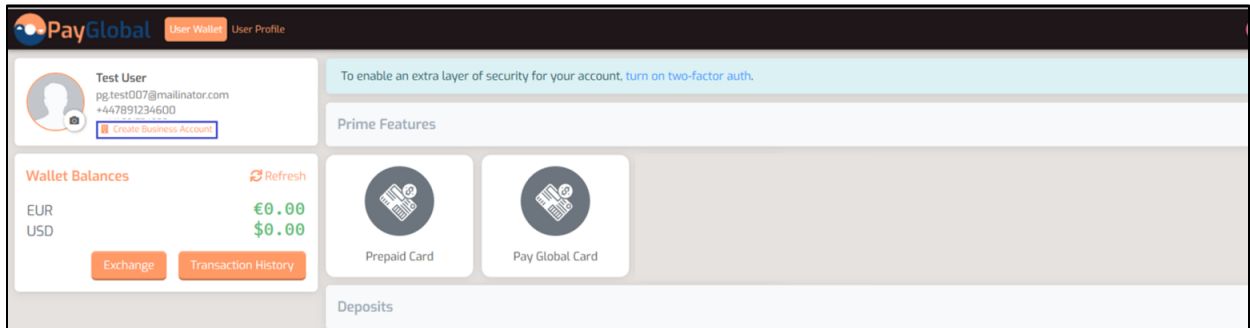 PayGlobal User Wallet User Profile
Test User
pg.test007@mailinator.com
+447891234600
Create Business Account
To enable an extra layer of security for your account, turn on two-factor auth.
Prime Features
Wallet Balances Refresh
EUR €0.00
USD $0.00
Exchange Transaction History
Prepaid Card
Pay Global Card
Deposits